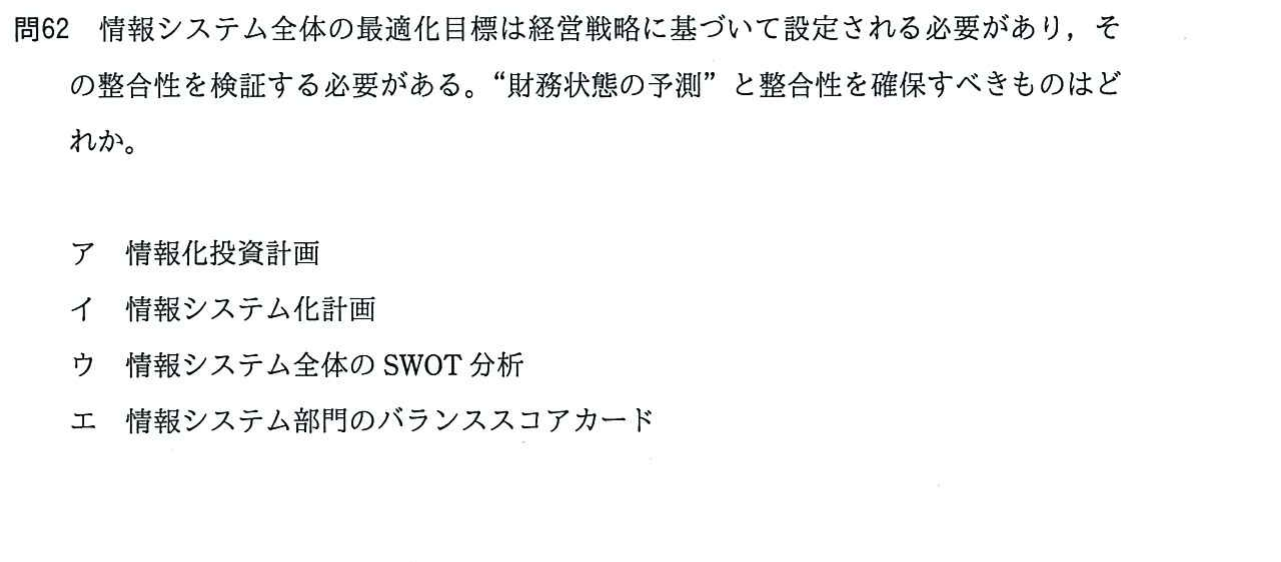 問62　情報システム全体の最適化目標は経営戦略に基づいて設定される必要があり，そ
の整合性を検証する必要がある。“財務状態の予測”と整合性を確保すべきものはど
れか。
ア　情報化投資計画
イ　情報システム化計画
ウ　情報システム全体の SWOT 分析
エ　情報システム部門のバランススコアカード